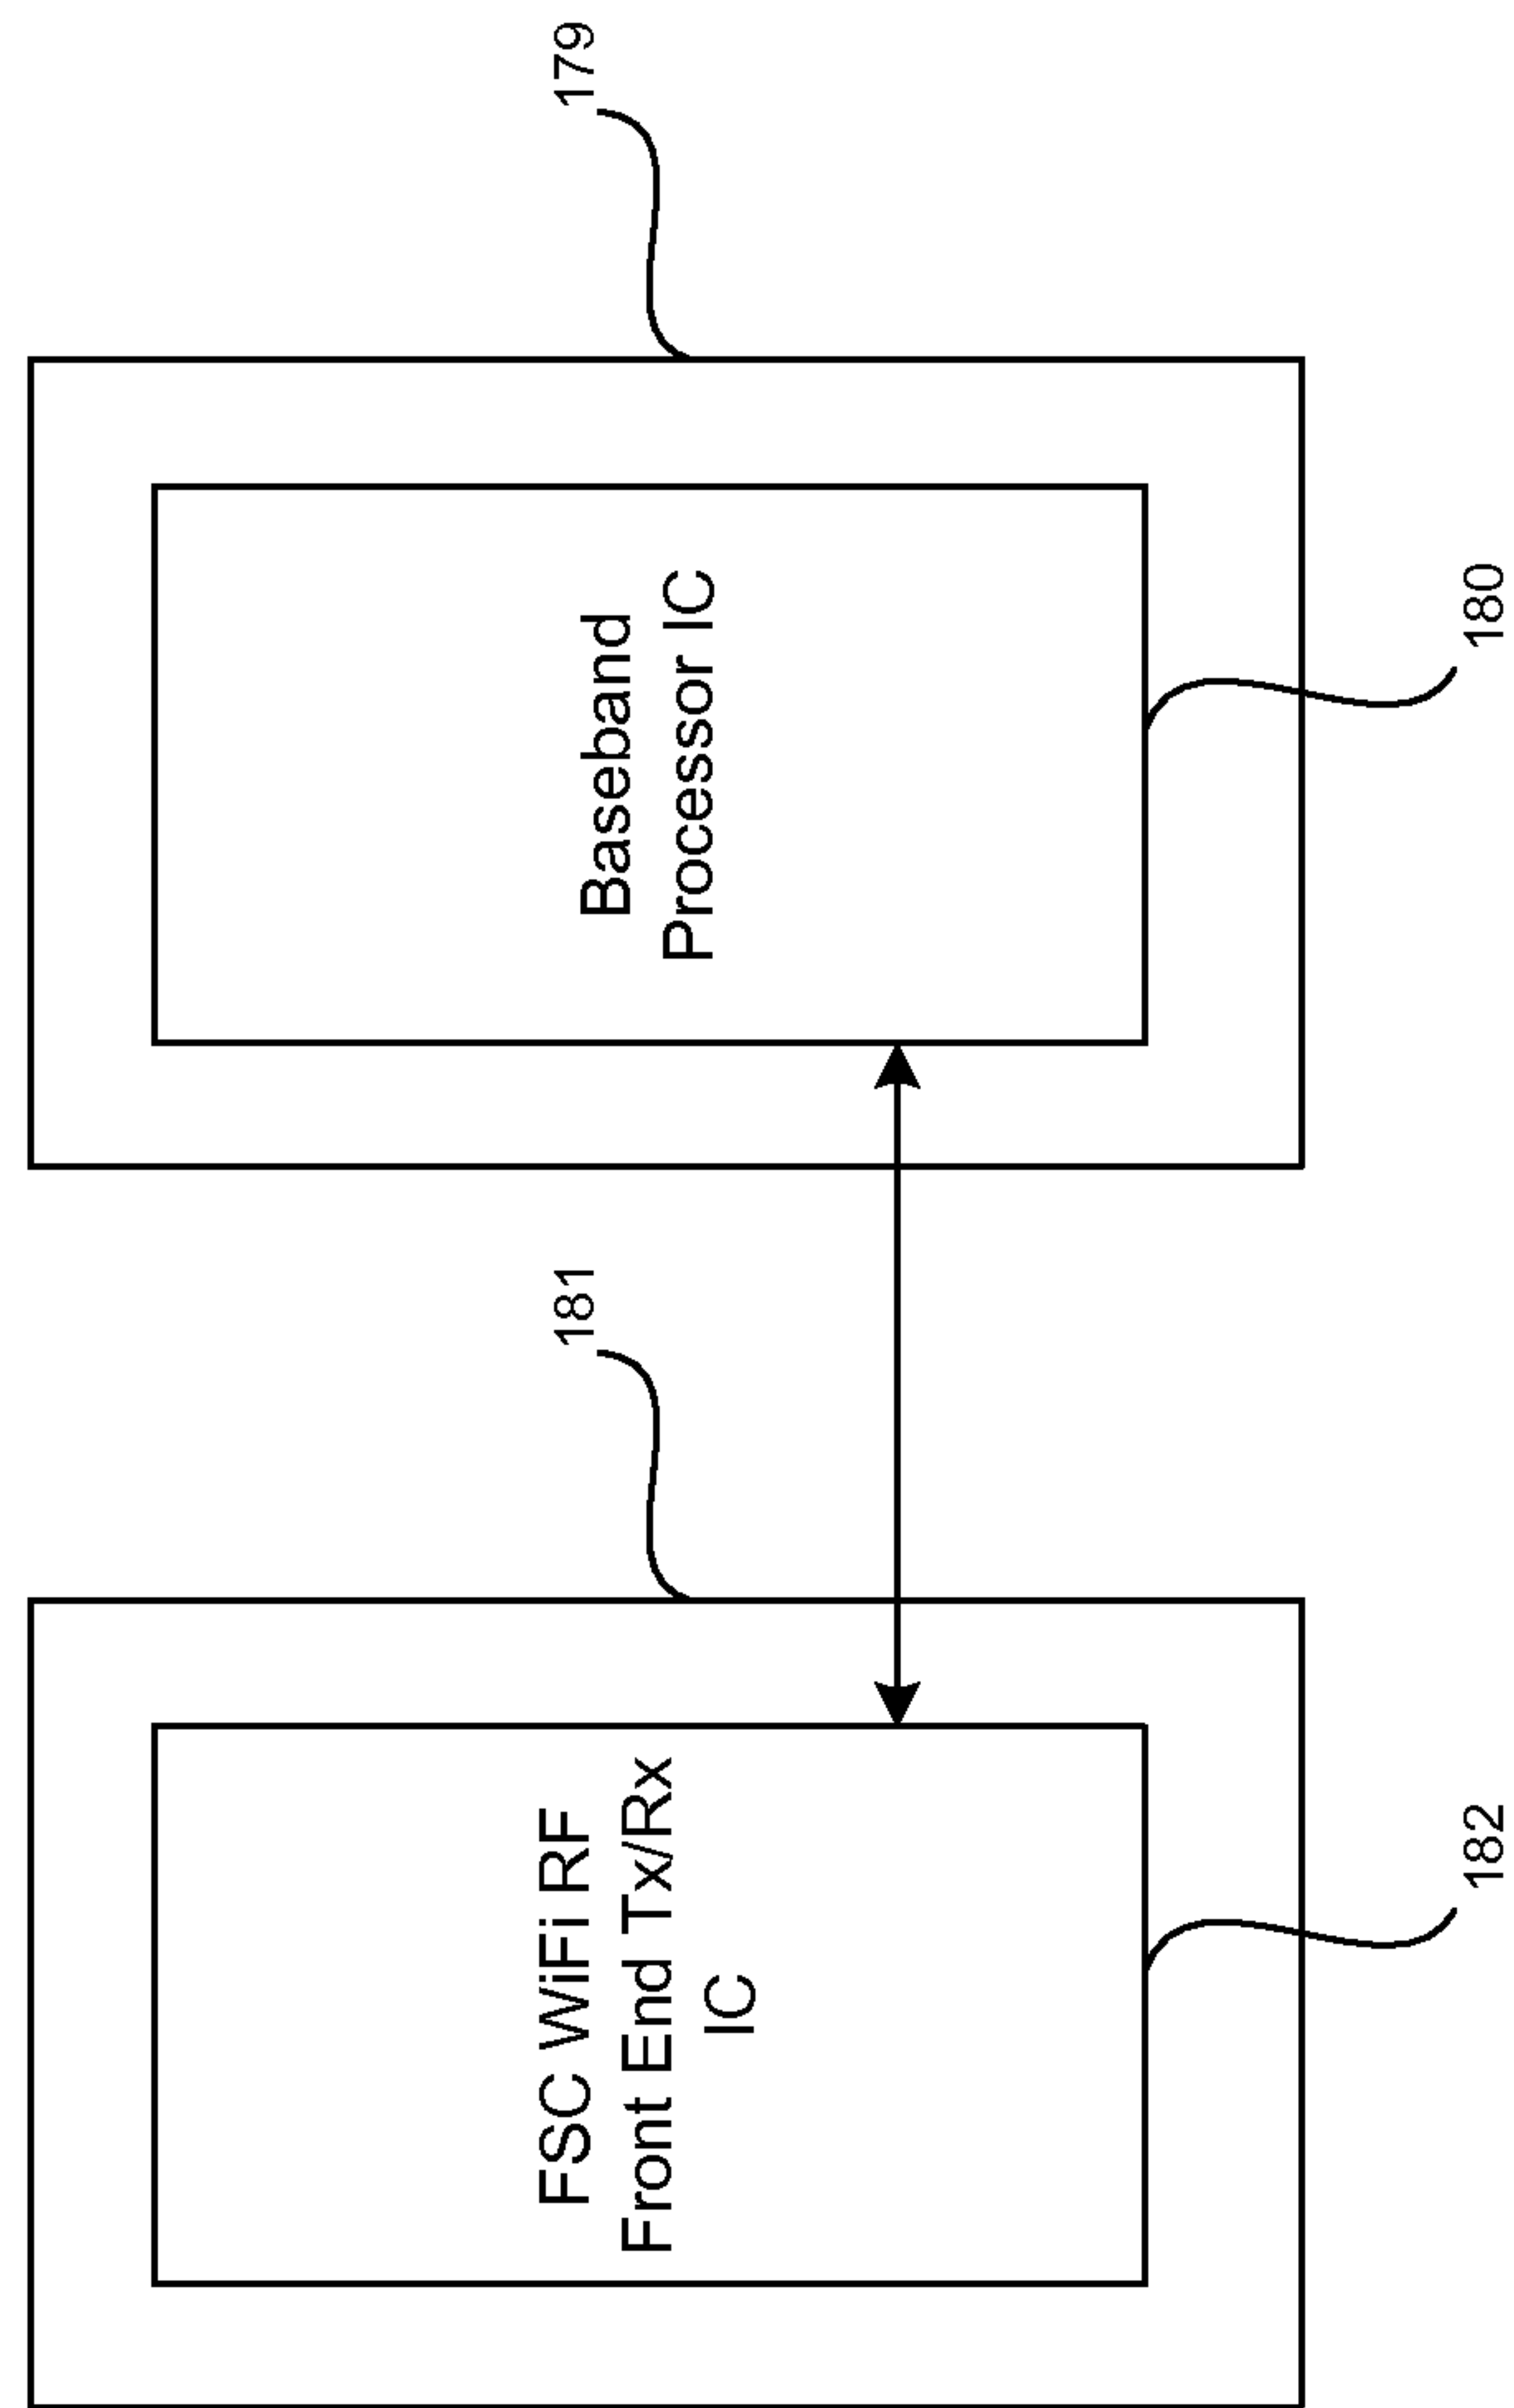 181
179
FSC WiFi RF
Front End Tx/Rx
IC
Baseband
Processor IC
182
180